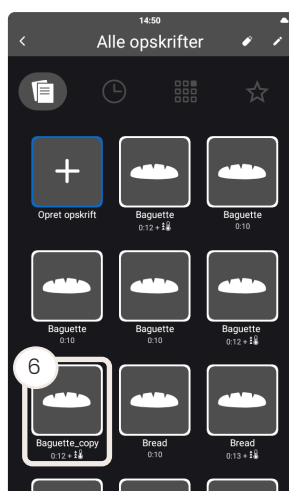 14:50
Alle opskrifter
Opret opskrift
Baguette
0:12 +
Baguette
0:10
Baguette
0:10
Baguette
0:10
Baguette
0:12 +
6
Baguette_copy
0:12 +
Bread
0:10
Bread
0:13 +